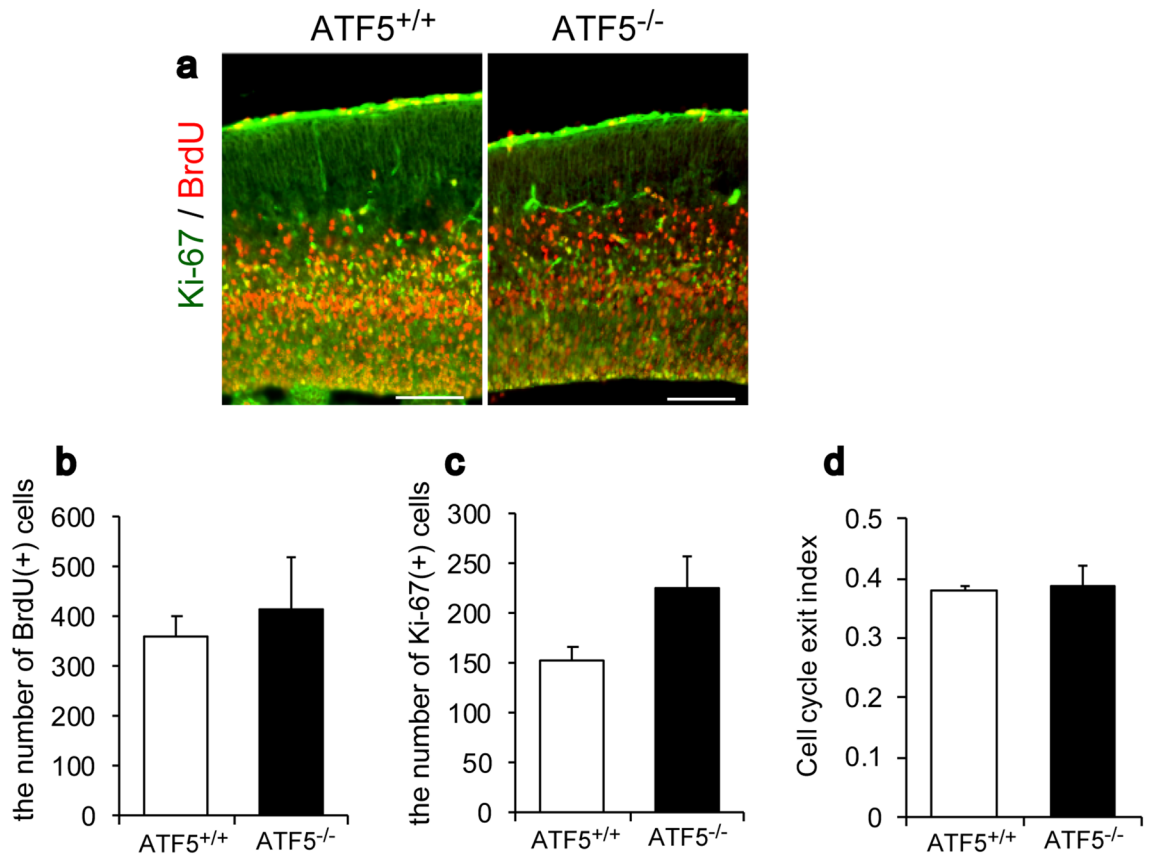 ATF5+/+ ATF5-/-
a
Ki-67 / BrdU
b
the number of BrdU(+) cells
600
500
400
300
200
100
0
ATF5+/+ ATF5-/-
c
the number of Ki-67(+) cells
300
250
200
150
100
50
0
ATF5+/+ ATF5-/-
d
Cell cycle exit index
0.5
0.4
0.3
0.2
0.1
0
ATF5+/+ ATF5-/-